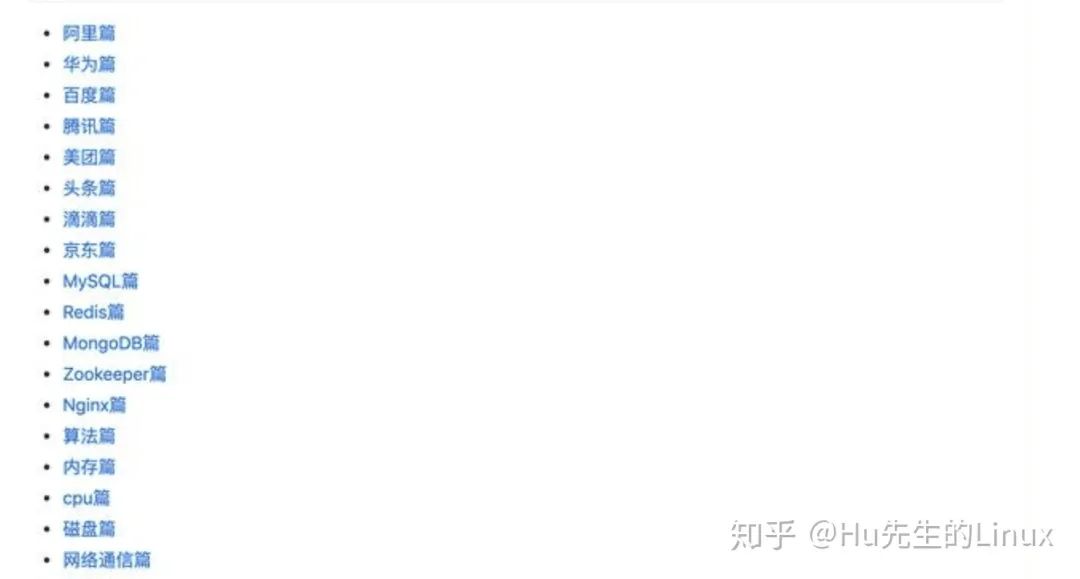 阿里篇
华为篇
百度篇
腾讯篇
美团篇
头条篇
滴滴篇
京东篇
MySQL篇
Redis篇
MongoDB篇
Zookeeper篇
Nginx篇
算法篇
内存篇
cpu篇
磁盘篇
网络通信篇
知乎 @Hu先生的Linux